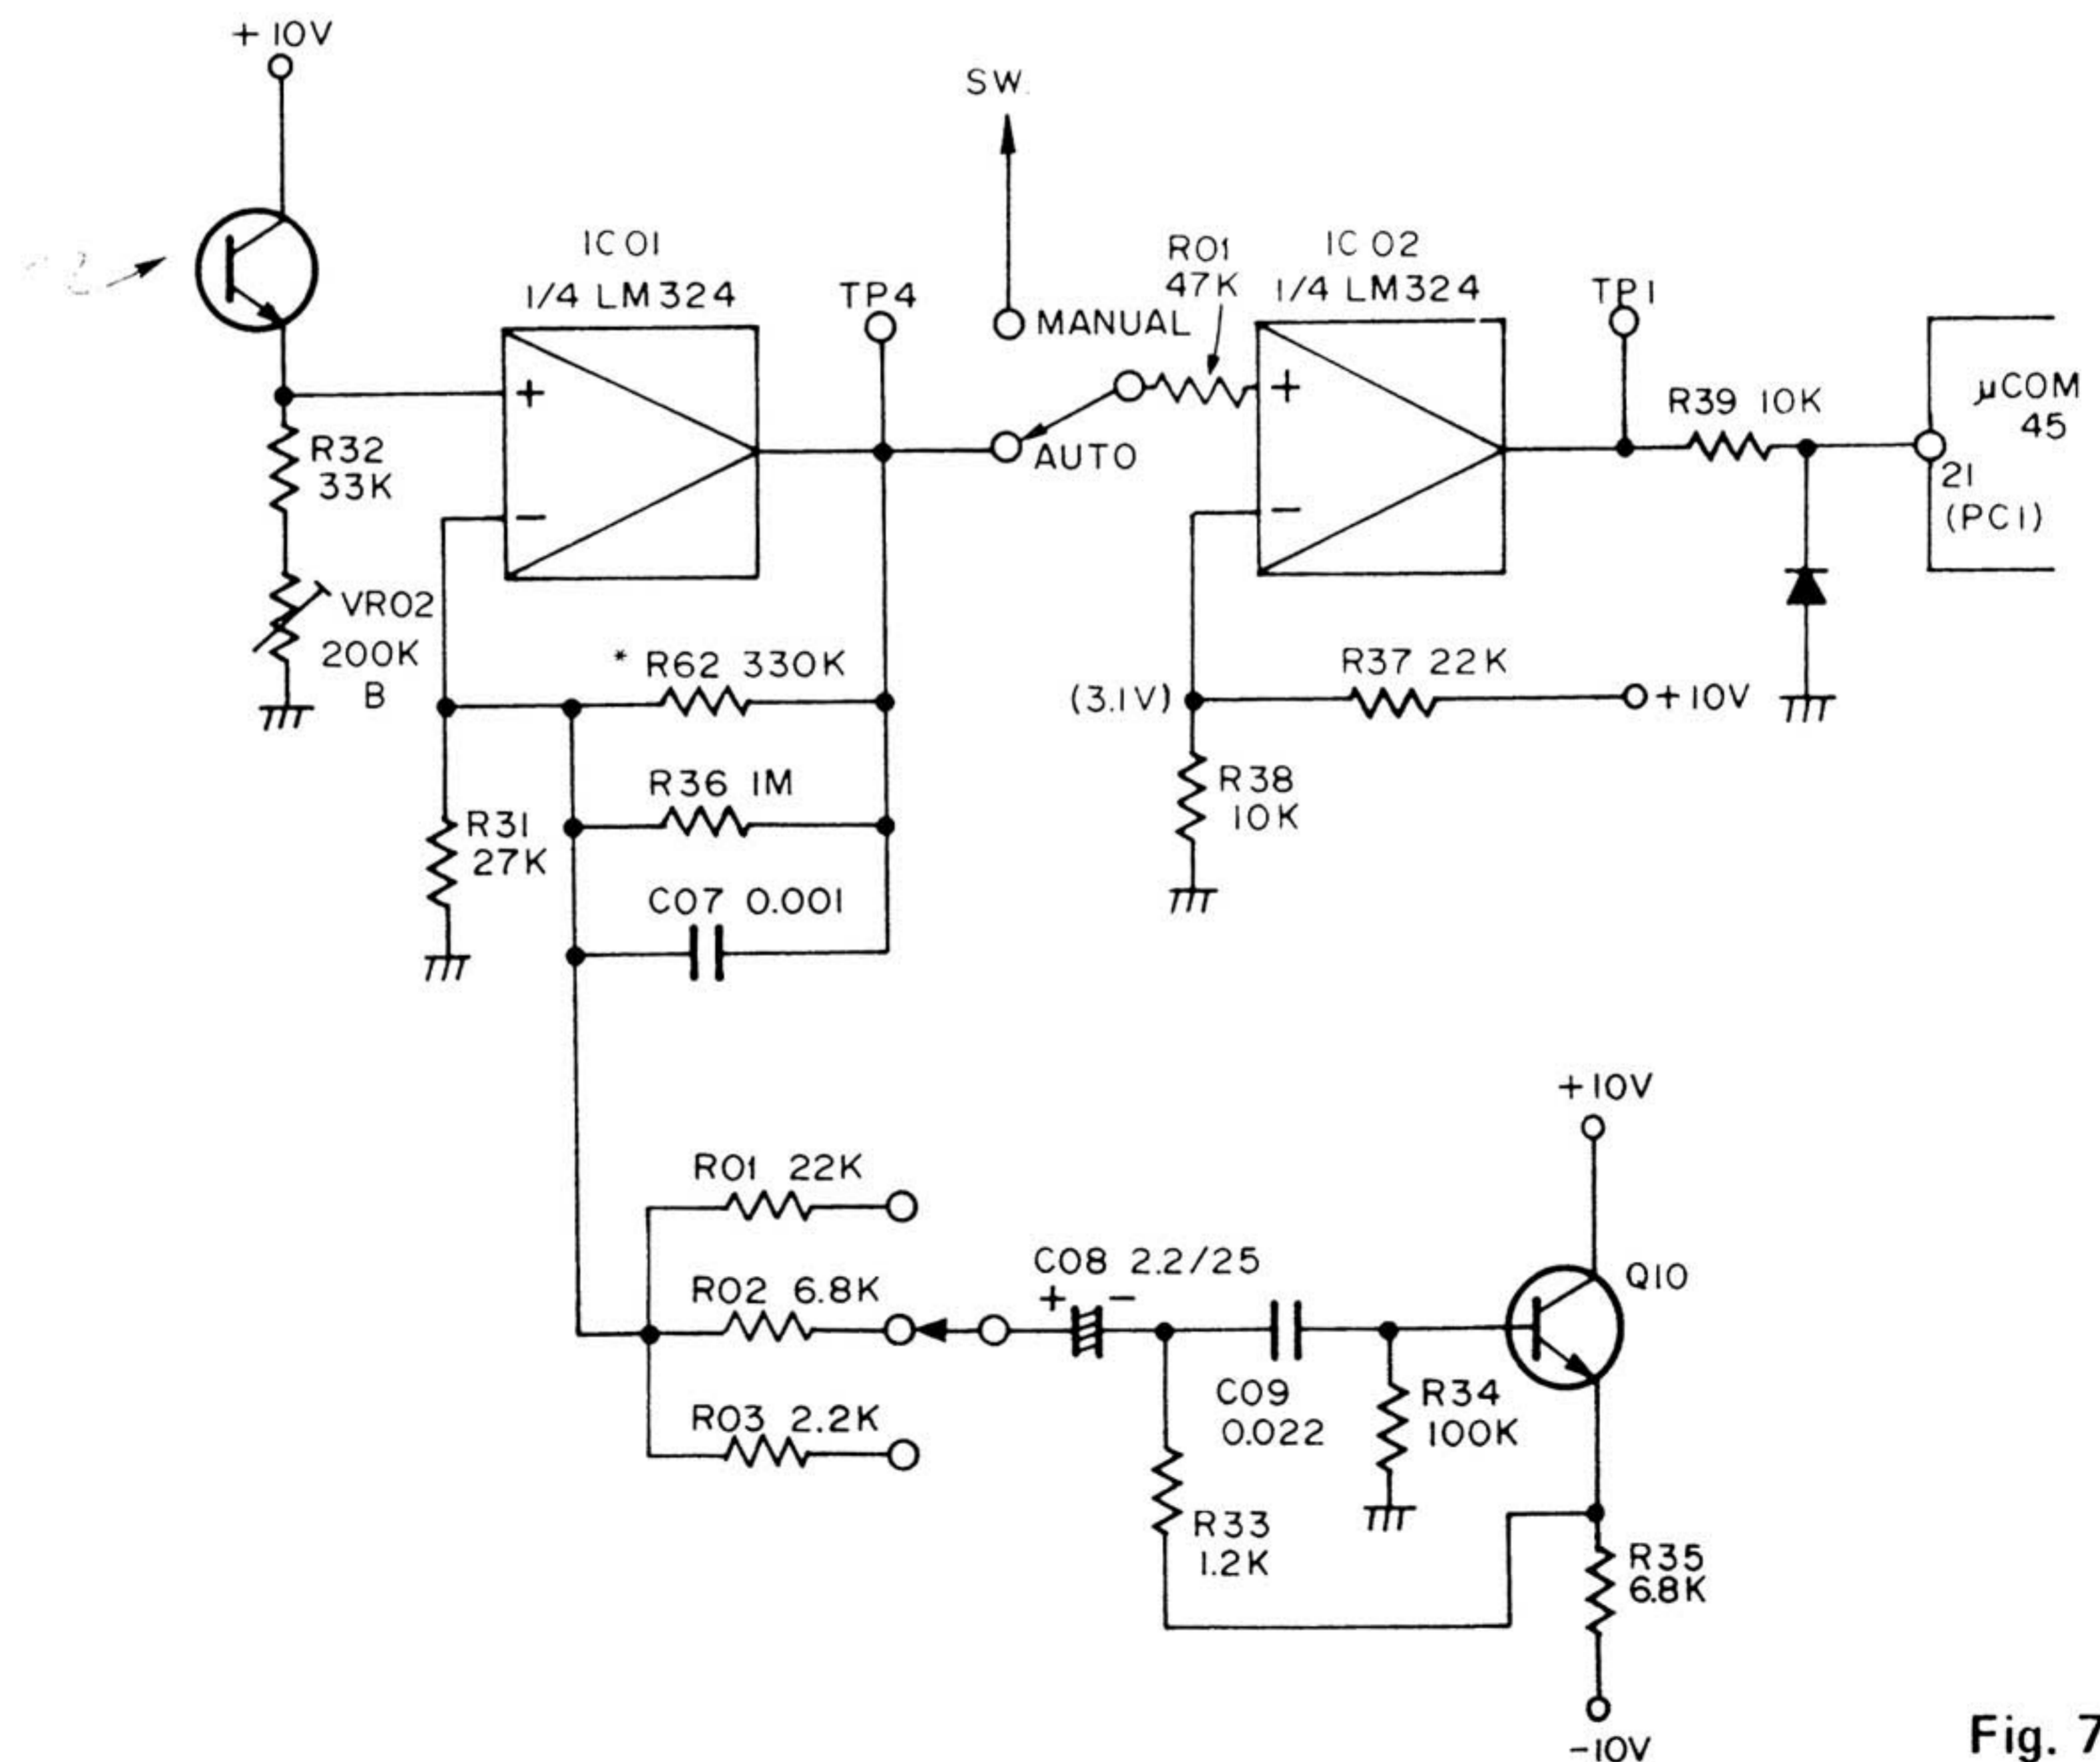 +10V
SW.
IC01
1/4 LM324
TP4
MANUAL
AUTO
R01
47K
IC 02
1/4 LM324
TP1
R39 10K
μCOM
45
21
(PC1)
+
−
+
−
R32
33K
VR02
200K
B
* R62 330K
R36 1M
R31
27K
C07 0.001
(3.1V)
R37 22K
+10V
R38
10K
R01 22K
R02 6.8K
R03 2.2K
C08 2.2/25
+ −
C09
0.022
R34
100K
R33
1.2K
+10V
Q10
R35
6.8K
-10V
Fig. 7